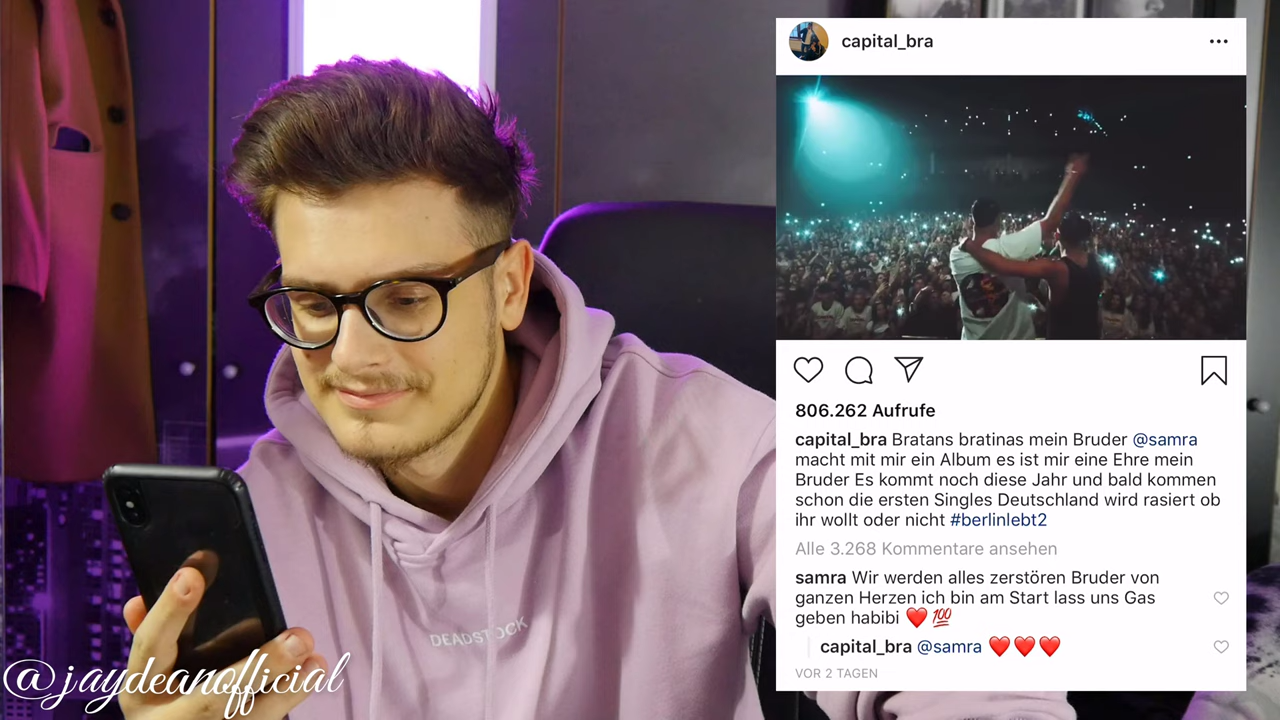 capital_bra
806.262 Aufrufe
capital_bra Bratans bratinas mein Bruder @samra
macht mit mir ein Album es ist mir eine Ehre mein
Bruder Es kommt noch diese Jahr und bald kommen
schon die ersten Singles Deutschland wird rasiert ob
ihr wollt oder nicht #berlinlebt2
Alle 3.268 Kommentare ansehen
samra Wir werden alles zerstören Bruder von
ganzen Herzen ich bin am Start lass uns Gas
geben habibi ❤️💯
capital_bra @samra ❤️❤️❤️
VOR 2 TAGEN
DEADSTOCK
@jaydeanofficial